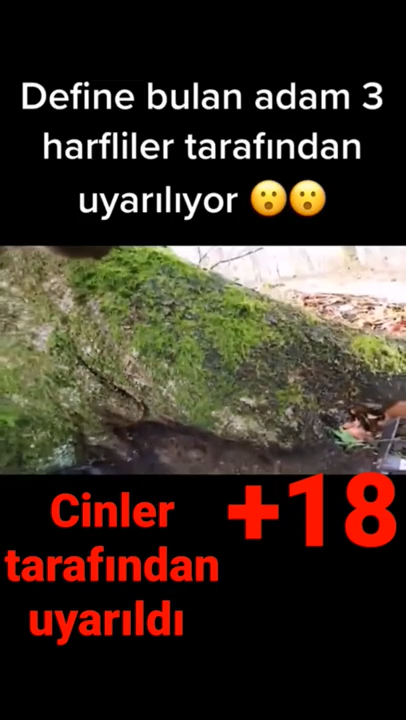 Define bulan adam 3
harfliler tarafından
uyarılıyor 😮😮
Cinler
tarafından
uyarıldı
+18